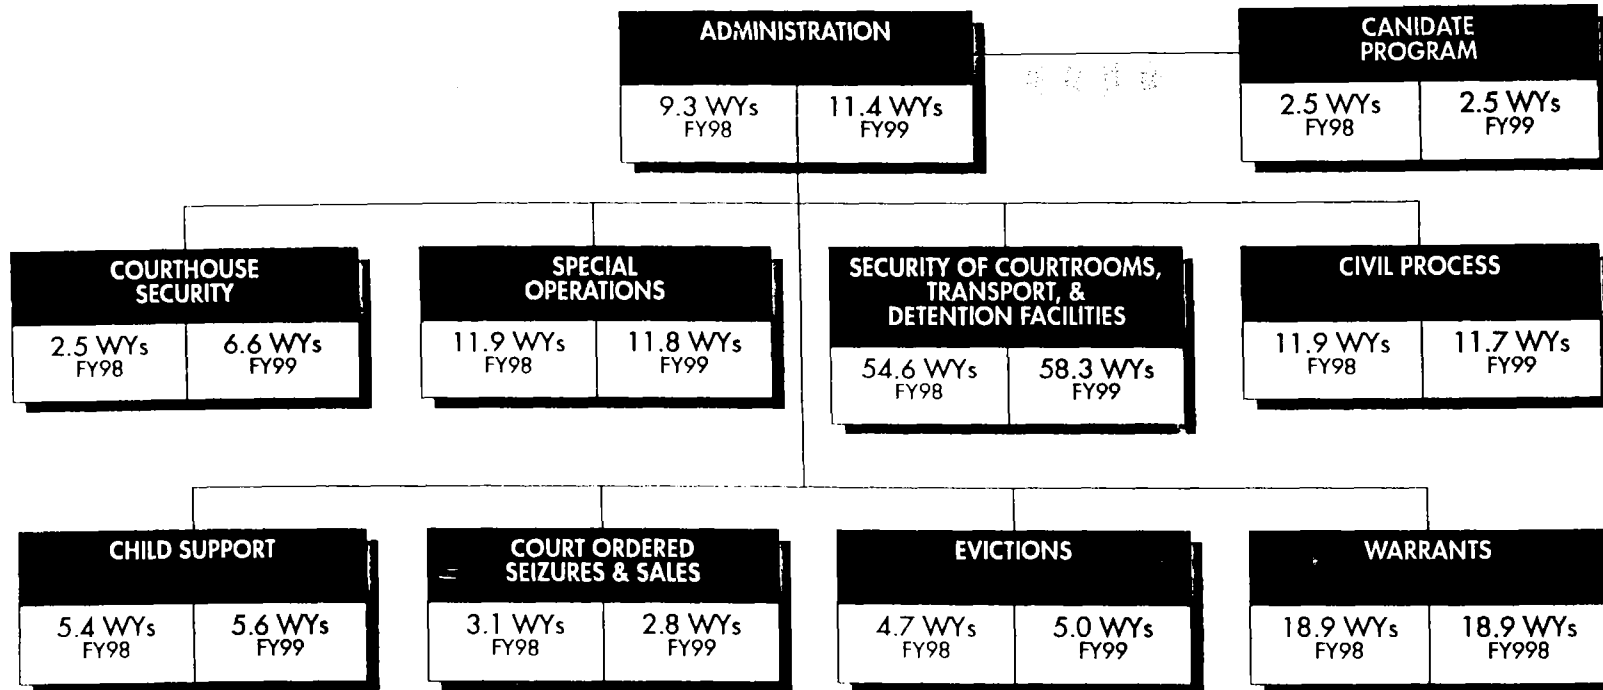 ADMINISTRATION
9.3 WYs
FY98
11.4 WYs
FY99
CANIDATE
PROGRAM
2.5 WYs
FY98
2.5 WYs
FY99
COURTHOUSE
SECURITY
2.5 WYs
FY98
6.6 WYs
FY99
SPECIAL
OPERATIONS
11.9 WYs
FY98
11.8 WYs
FY99
SECURITY OF COURTROOMS,
TRANSPORT, &
DETENTION FACILITIES
54.6 WYs
FY98
58.3 WYs
FY99
CIVIL PROCESS
11.9 WYs
FY98
11.7 WYs
FY99
CHILD SUPPORT
5.4 WYs
FY98
5.6 WYs
FY99
COURT ORDERED
SEIZURES & SALES
3.1 WYs
FY98
2.8 WYs
FY99
EVICTIONS
4.7 WYs
FY98
5.0 WYs
FY99
WARRANTS
18.9 WYs
FY98
18.9 WYs
FY998